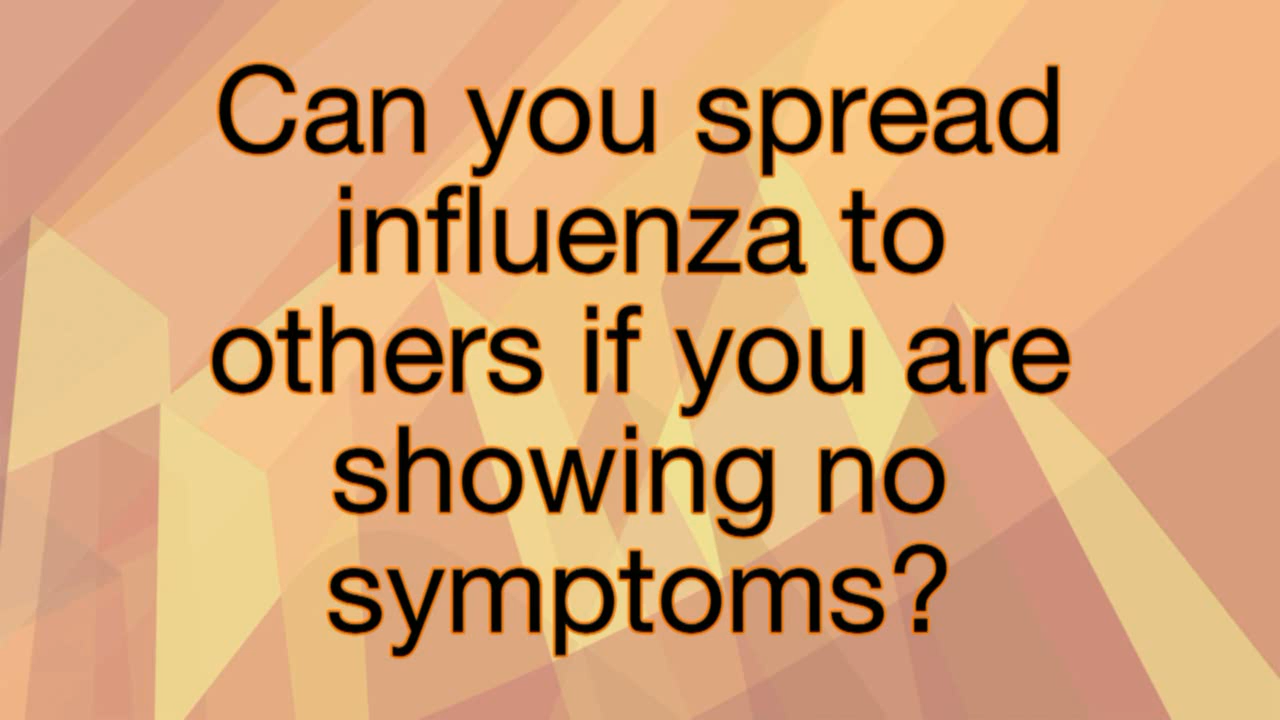 Can you spread
influenza to
others if you are
showing no
symptoms?